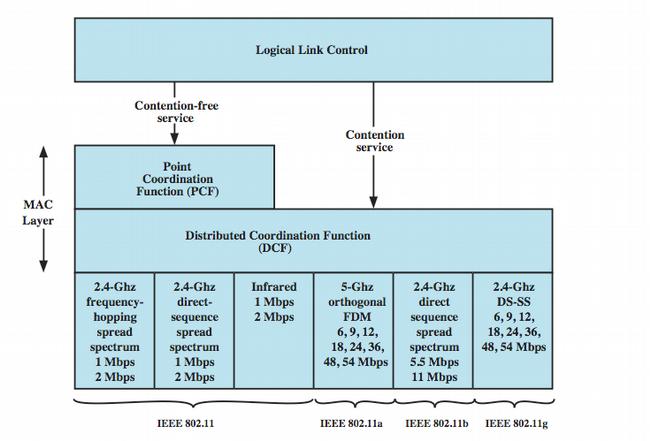 Logical Link Control
Contention-free
service
Contention
service
Point
Coordination
Function (PCF)
MAC
Layer
Distributed Coordination Function
(DCF)
2.4-Ghz
frequency-
hopping
spread
spectrum
1 Mbps
2 Mbps
2.4-Ghz
direct-
sequence
spread
spectrum
1 Mbps
2 Mbps
Infrared
1 Mbps
2 Mbps
5-Ghz
orthogonal
FDM
6, 9, 12,
18, 24, 36,
48, 54 Mbps
2.4-Ghz
direct
sequence
spread
spectrum
5.5 Mbps
11 Mbps
2.4-Ghz
DS-SS
6, 9, 12,
18, 24, 36,
48, 54 Mbps
IEEE 802.11
IEEE 802.11a
IEEE 802.11b
IEEE 802.11g